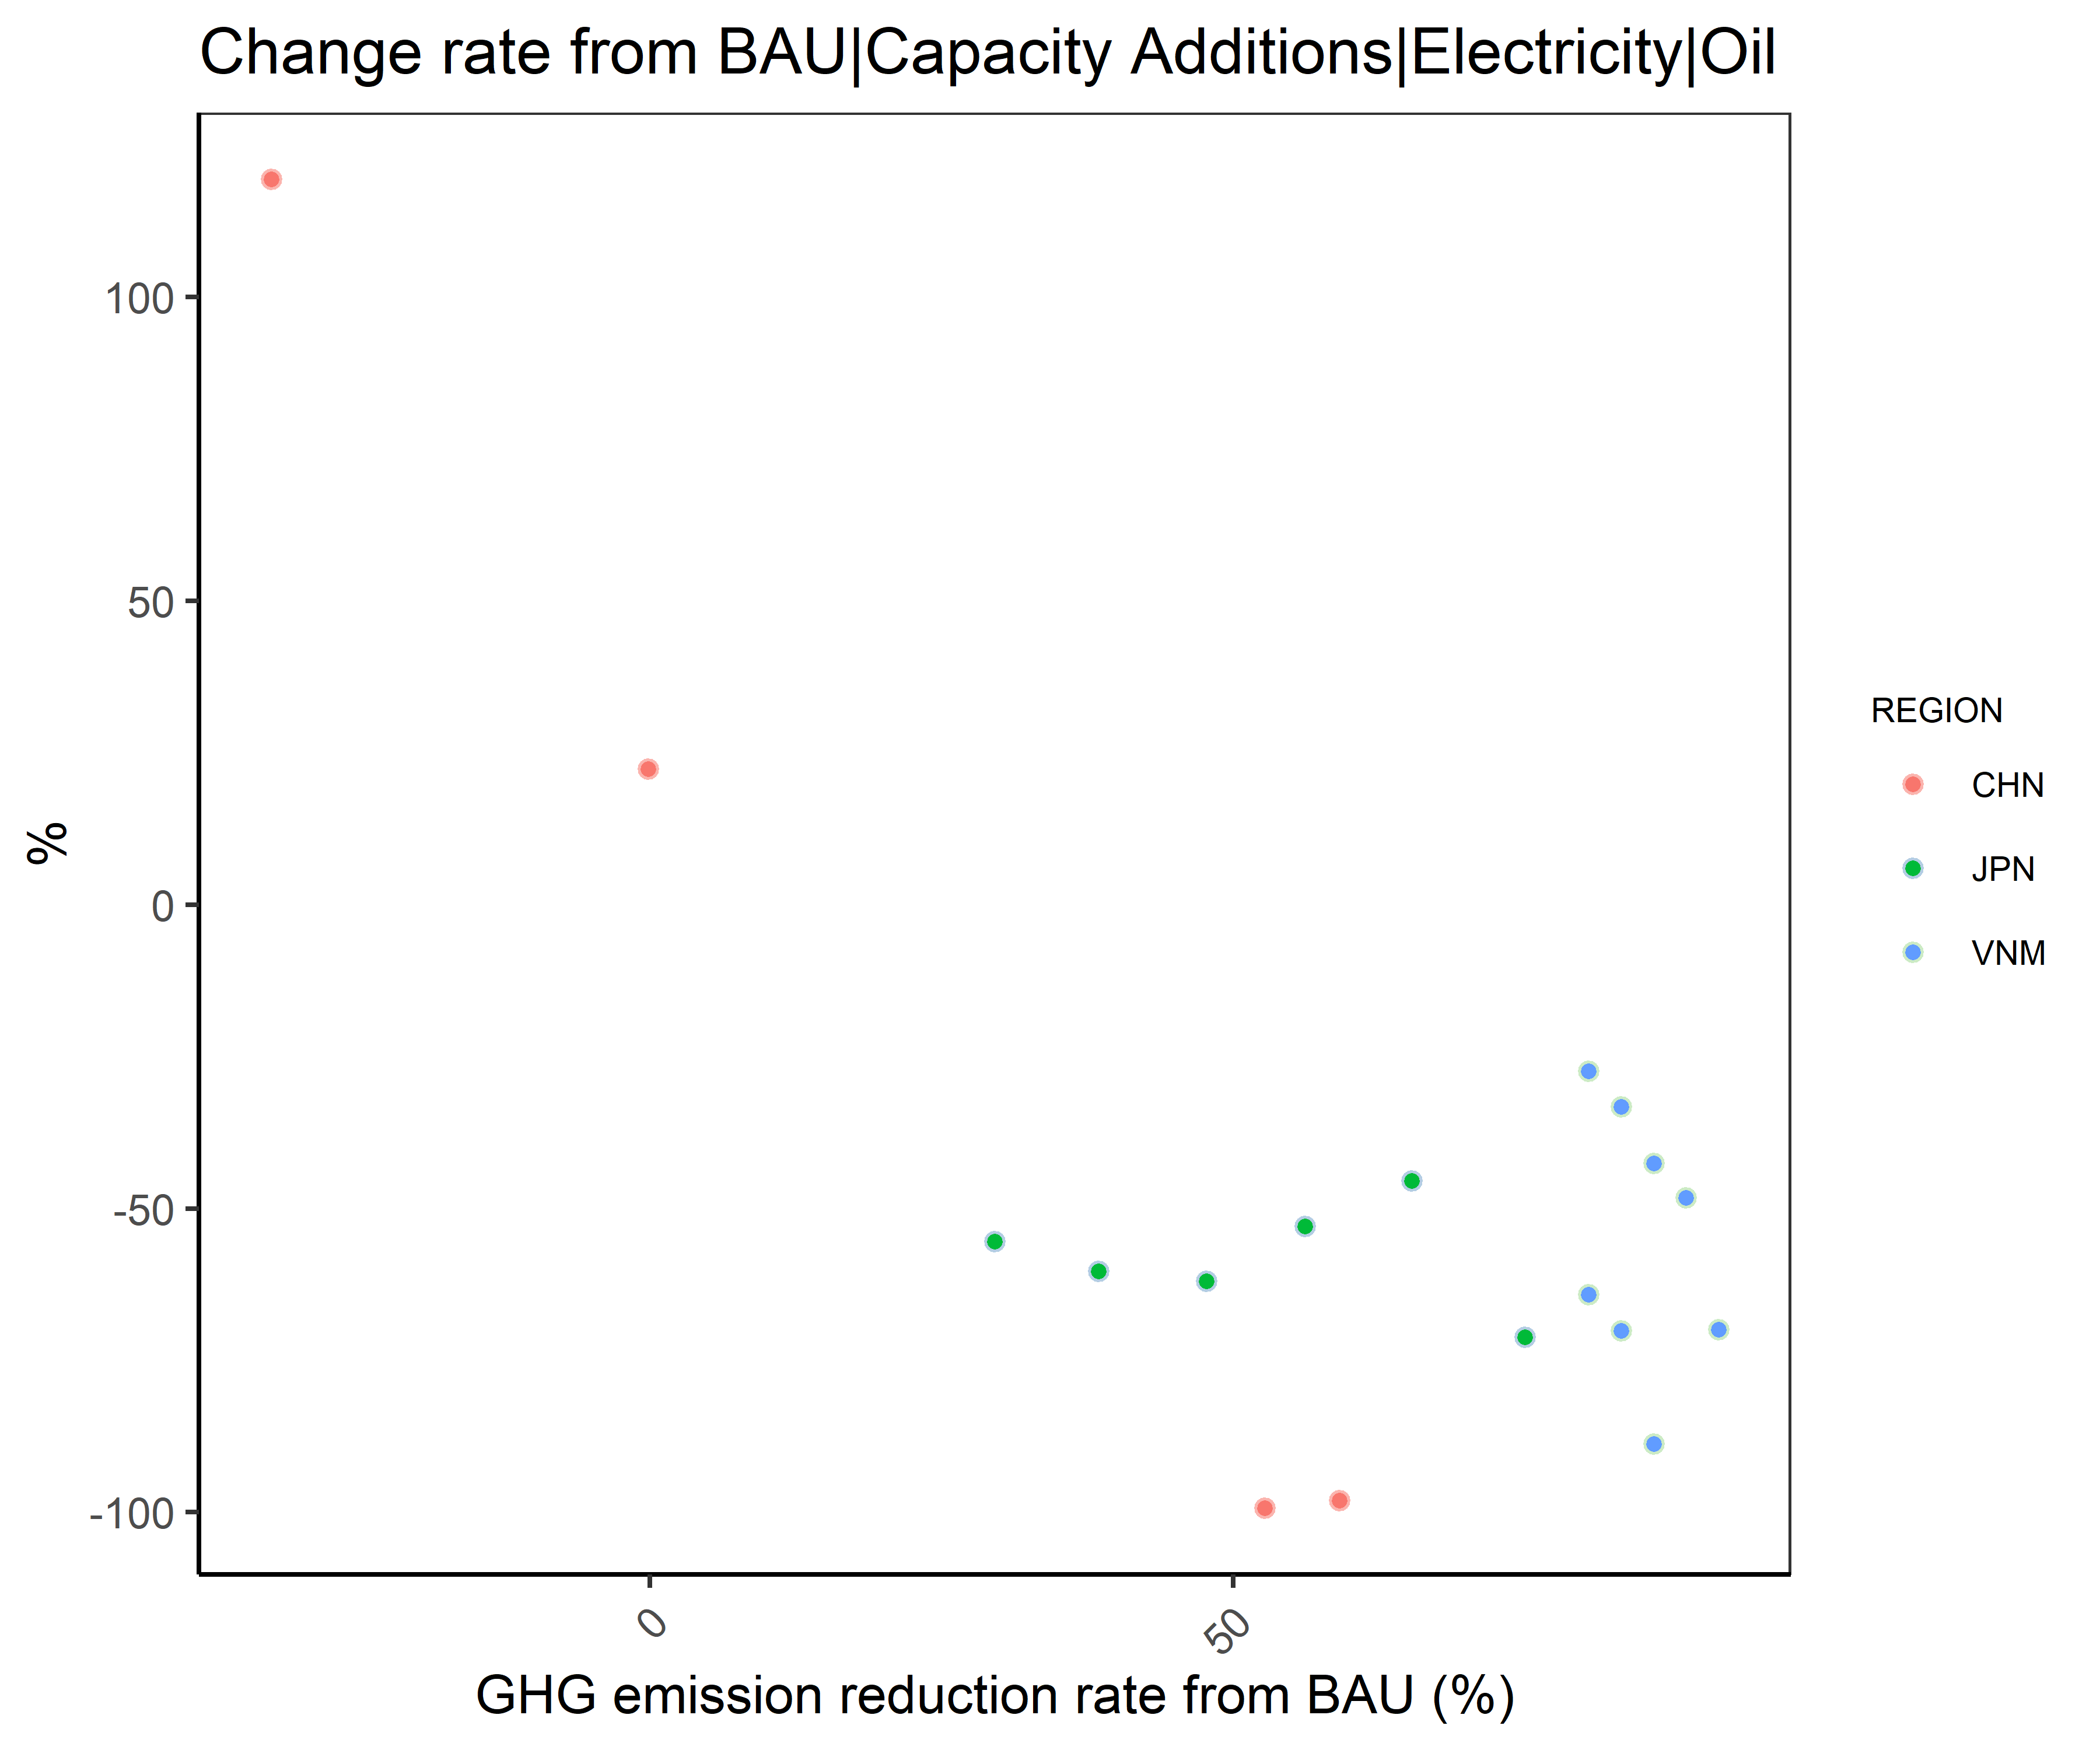 Change rate from BAU|Capacity Additions|Electricity|Oil
100
50
0
-50
-100
%
0
50
GHG emission reduction rate from BAU (%)
REGION
CHN
JPN
VNM